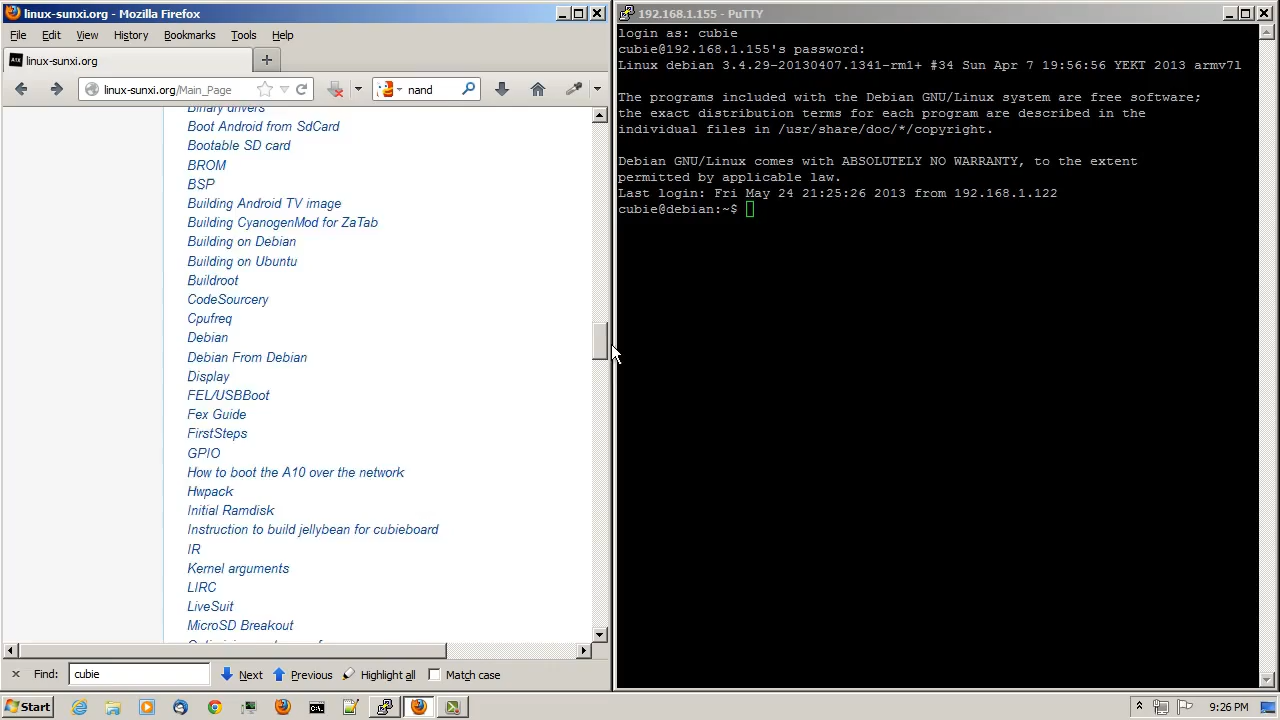 linux-sunxi.org - Mozilla Firefox
File Edit View History Bookmarks Tools Help
linux-sunxi.org
linux-sunxi.org/Main_Page
nand
Binary drivers
Boot Android from SdCard
Bootable SD card
BROM
BSP
Building Android TV image
Building CyanogenMod for ZaTab
Building on Debian
Building on Ubuntu
Buildroot
CodeSourcery
Cpufreq
Debian
Debian From Debian
Display
FEL/USBBoot
Fex Guide
FirstSteps
GPIO
How to boot the A10 over the network
Hwpack
Initial Ramdisk
Instruction to build jellybean for cubieboard
IR
Kernel arguments
LIRC
LiveSuit
MicroSD Breakout
Find: cubie Next Previous Highlight all Match case
192.168.1.155 - PuTTY
login as: cubie
cubie@192.168.1.155's password:
Linux debian 3.4.29-20130407.1341-rm1+ #34 Sun Apr 7 19:56:56 YEKT 2013 armv7l
The programs included with the Debian GNU/Linux system are free software;
the exact distribution terms for each program are described in the
individual files in /usr/share/doc/*/copyright.
Debian GNU/Linux comes with ABSOLUTELY NO WARRANTY, to the extent
permitted by applicable law.
Last login: Fri May 24 21:25:26 2013 from 192.168.1.122
cubie@debian:~$
Start
9:26 PM